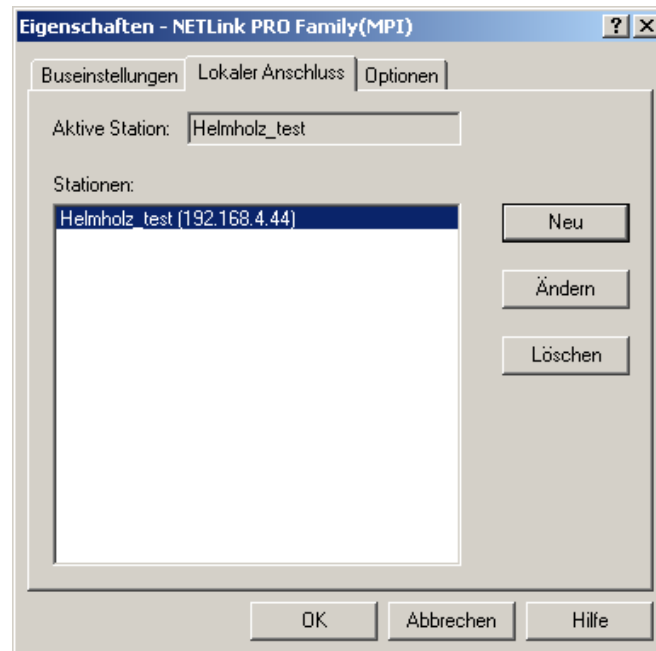 Eigenschaften - NETLink PRO Family(MPI)
Buseinstellungen Lokaler Anschluss Optionen
Aktive Station: Helmholz_test
Stationen:
Helmholz_test (192.168.4.44)
Neu
Ändern
Löschen
OK Abbrechen Hilfe